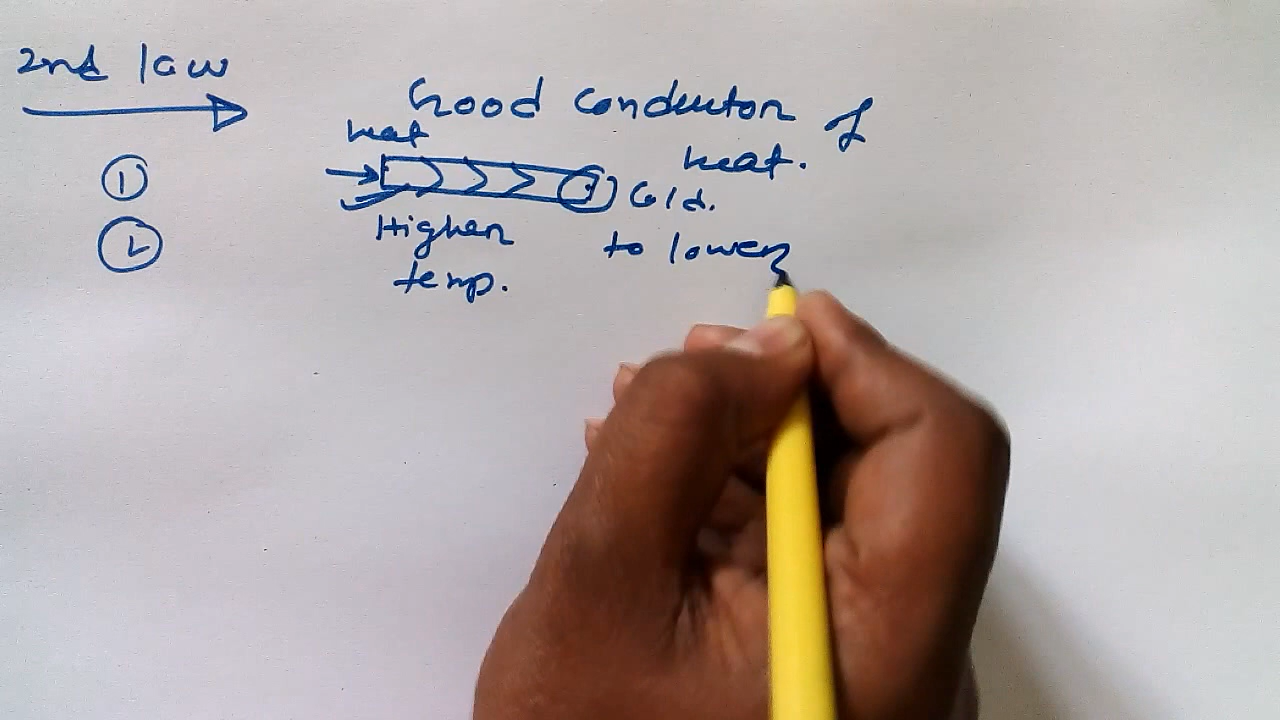 2nd law
Good conductor of
heat.
heat
Cold.
Higher
temp.
to lower
1
2